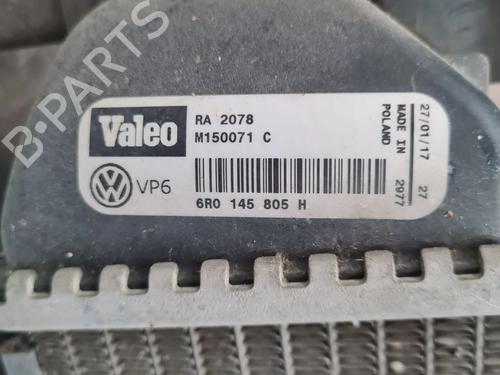 B-PARTS
Valeo
RA 2078
M150071 C
VP6
6R0 145 805 H
MADE IN
POLAND
27/01/17
27
2977